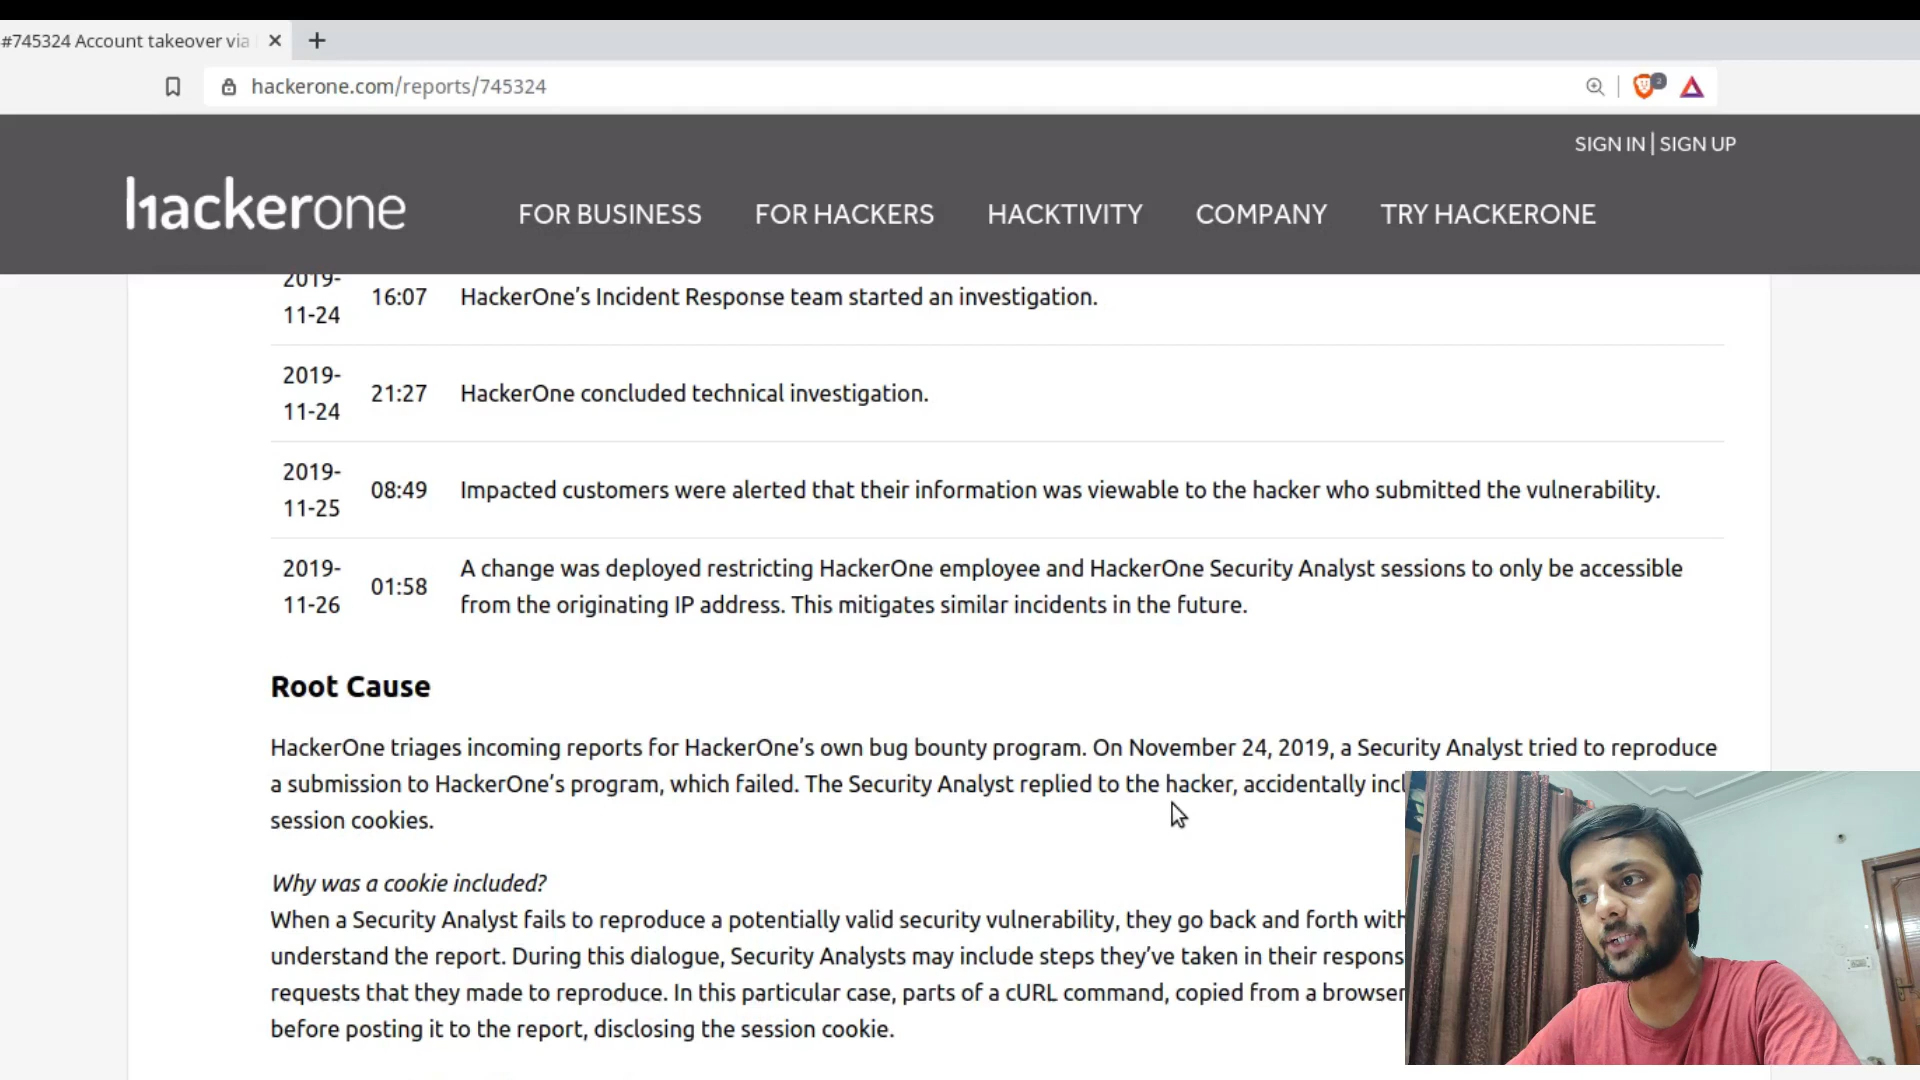 #745324 Account takeover via
hackerone.com/reports/745324
2
SIGN IN | SIGN UP
hackerone
FOR BUSINESS FOR HACKERS HACKTIVITY COMPANY TRY HACKERONE
2019-
11-24
16:07
HackerOne's Incident Response team started an investigation.
2019-
11-24
21:27
HackerOne concluded technical investigation.
2019-
11-25
08:49
Impacted customers were alerted that their information was viewable to the hacker who submitted the vulnerability.
2019-
11-26
01:58
A change was deployed restricting HackerOne employee and HackerOne Security Analyst sessions to only be accessible
from the originating IP address. This mitigates similar incidents in the future.
Root Cause
HackerOne triages incoming reports for HackerOne's own bug bounty program. On November 24, 2019, a Security Analyst tried to reproduce
a submission to HackerOne's program, which failed. The Security Analyst replied to the hacker, accidentally
session cookies.
Why was a cookie included?
When a Security Analyst fails to reproduce a potentially valid security vulnerability, they go back and forth with
understand the report. During this dialogue, Security Analysts may include steps they've taken in their
requests that they made to reproduce. In this particular case, parts of a cURL command, copied from a browser
before posting it to the report, disclosing the session cookie.